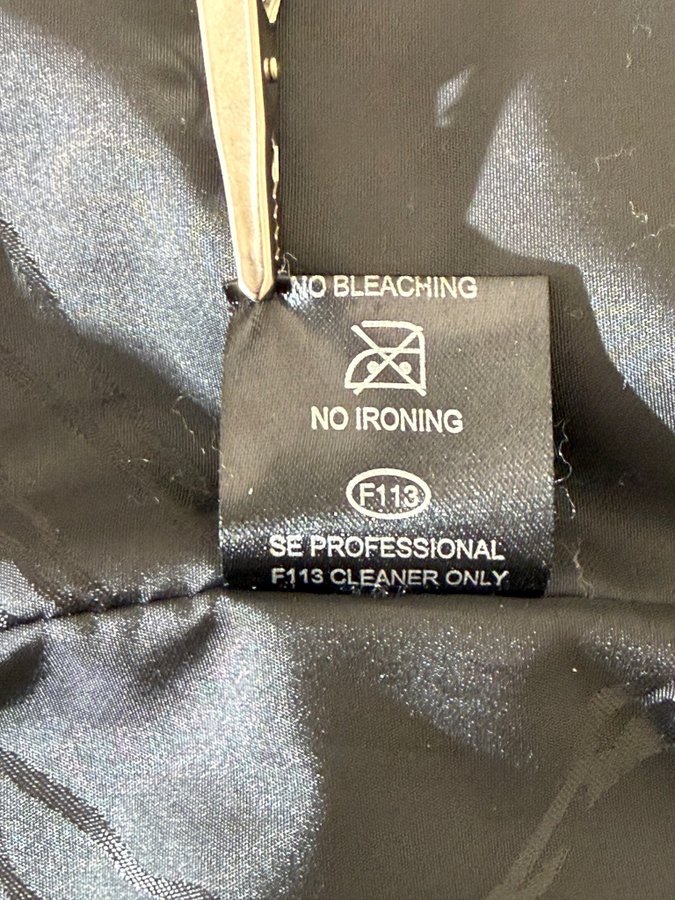 NO BLEACHING
NO IRONING
F113
SE PROFESSIONAL
F113 CLEANER ONLY